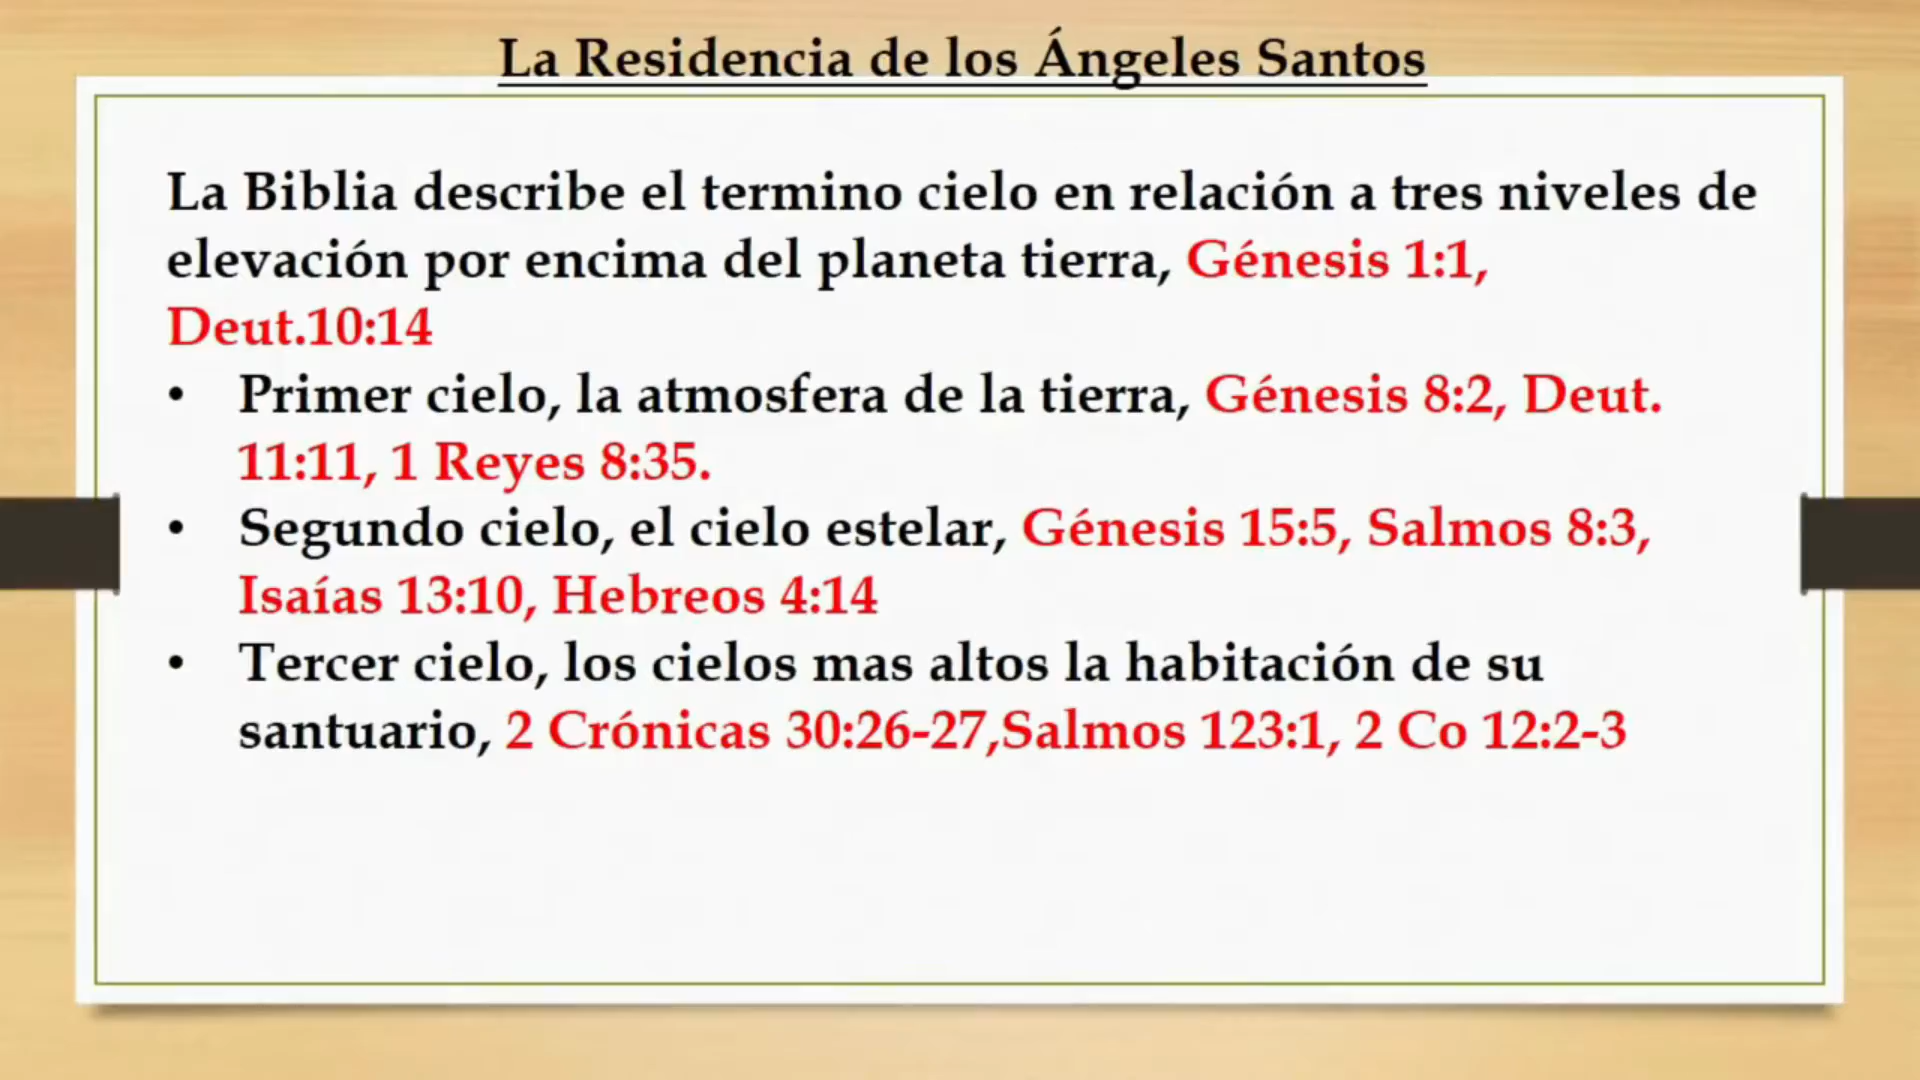 La Residencia de los Ángeles Santos
La Biblia describe el termino cielo en relación a tres niveles de
elevación por encima del planeta tierra, Génesis 1:1,
Deut.10:14
• Primer cielo, la atmosfera de la tierra, Génesis 8:2, Deut.
11:11, 1 Reyes 8:35.
• Segundo cielo, el cielo estelar, Génesis 15:5, Salmos 8:3,
Isaías 13:10, Hebreos 4:14
• Tercer cielo, los cielos mas altos la habitación de su
santuario, 2 Crónicas 30:26-27,Salmos 123:1, 2 Co 12:2-3